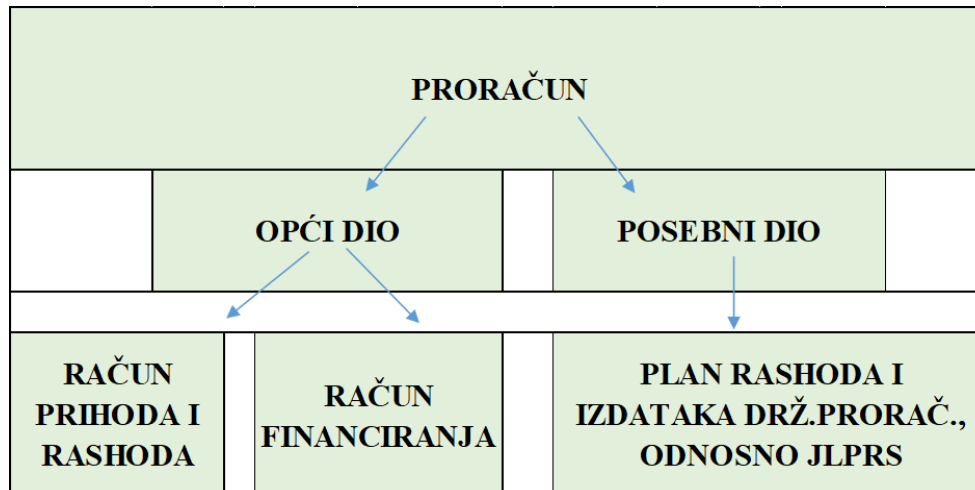 PRORAČUN
OPĆI DIO
POSEBNI DIO
RAČUN
PRIHODA I
RASHODA
RAČUN
FINANCIRANJA
PLAN RASHODA I
IZDATAKA DRŽ.PRORAČ.,
ODNOSNO JLPRS